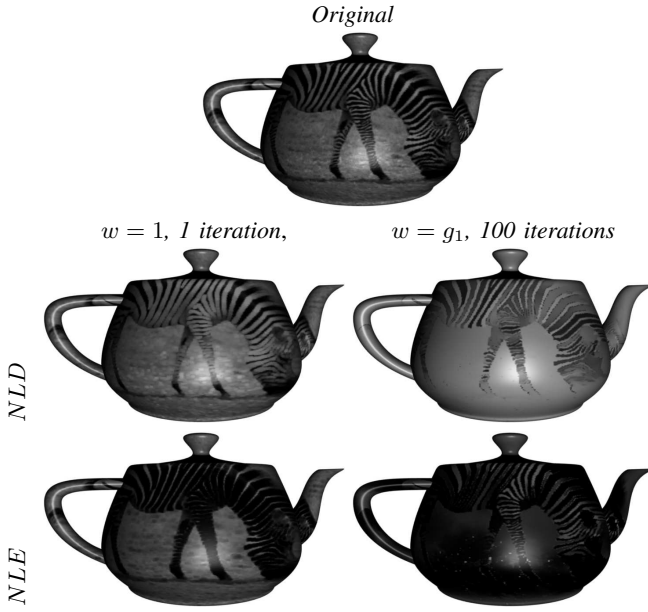 Original
w = 1, 1 iteration,
w = g₁, 100 iterations
NLD
NLE